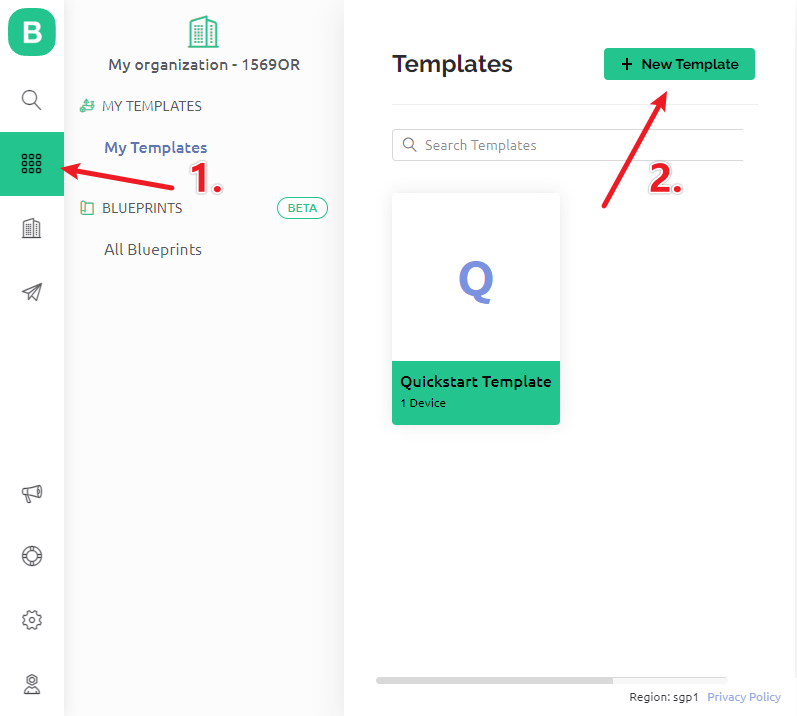 B
My organization - 1569OR
MY TEMPLATES
My Templates
1.
BLUEPRINTS
BETA
All Blueprints
Templates
+ New Template
2.
Search Templates
Q
Quickstart Template
1 Device
Region: sgp1 Privacy Policy